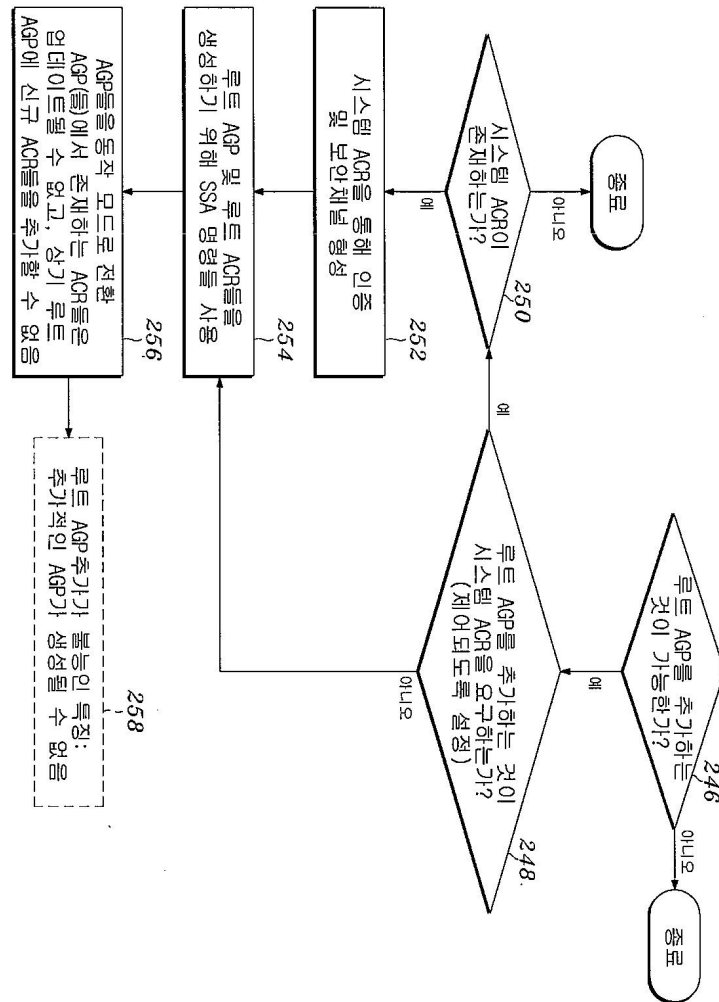 루트 AGP를 추가하는
것이 가능한가?
246
아니오
종료
예
루트 AGP를 추가하는 것이
시스템 ACR을 요구하는가?
(제어되도록 설정)
248
예
아니오
시스템 ACR이
존재하는가?
250
아니오
종료
예
시스템 ACR을 통해 인증
및 보안채널 형성
252
루트 AGP 및 루트 ACR들을
생성하기 위해 SSA 명령들 사용
254
AGP들을 동작 모드로 전환
AGP(들)에서 존재하는 ACR들은
업데이트될 수 없고, 상기 루트
AGP에 신규 ACR들을 추가할 수 없음
256
루트 AGP추가가 불능인 특징:
추가적인 AGP가 생성될 수 없음
258